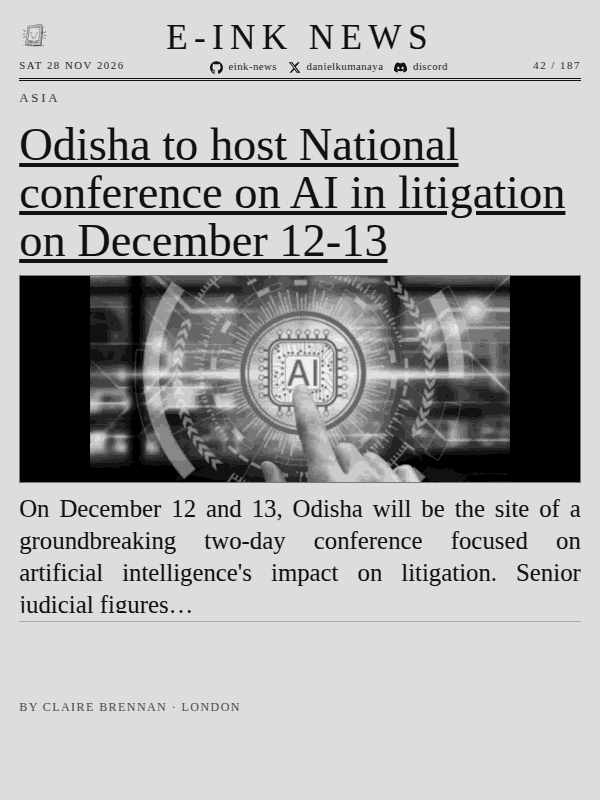 E-INK NEWS
SAT 28 NOV 2026
eink-news danielkumanaya discord
42 / 187
ASIA
Odisha to host National
conference on AI in litigation
on December 12-13
AI
On December 12 and 13, Odisha will be the site of a
groundbreaking two-day conference focused on
artificial intelligence's impact on litigation. Senior
judicial figures…
BY CLAIRE BRENNAN · LONDON